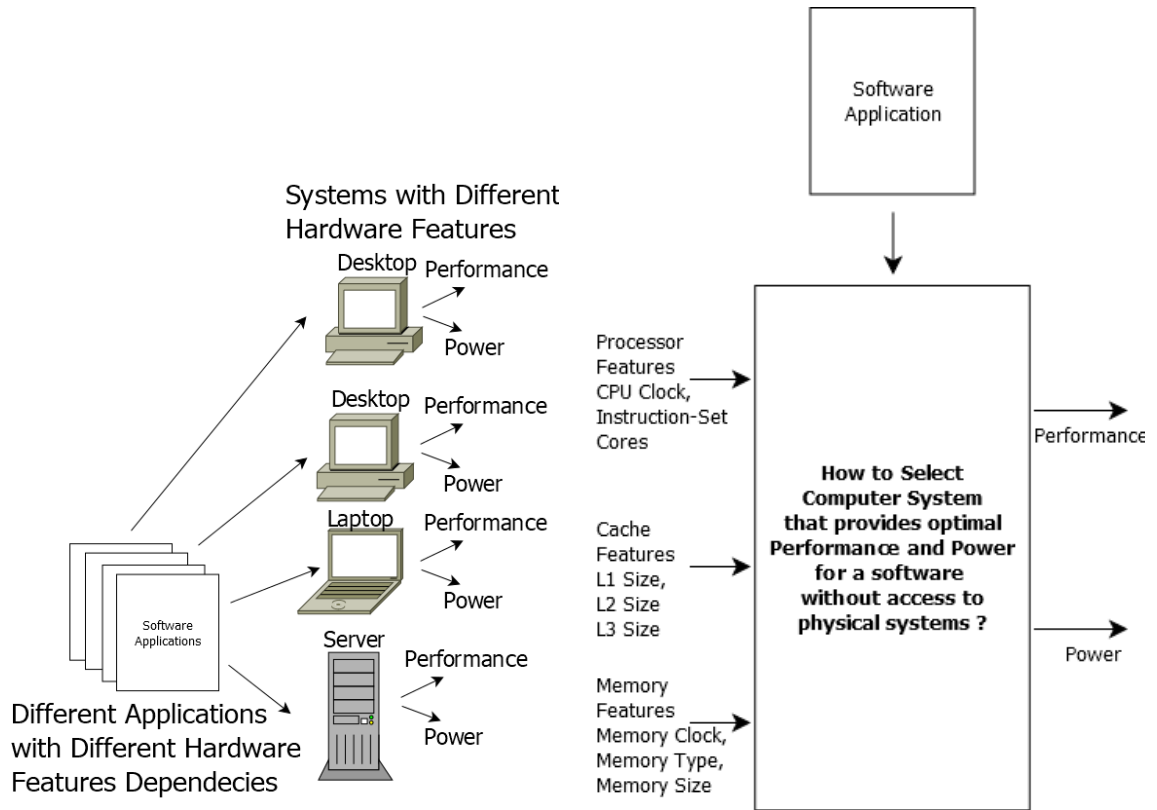 Systems with Different
Hardware Features
Desktop
Performance
Power
Desktop
Performance
Power
Laptop
Performance
Power
Server
Performance
Power
Software
Applications
Different Applications
with Different Hardware
Features Dependecies
Software
Application
Processor
Features
CPU Clock,
Instruction-Set
Cores
Cache
Features
L1 Size,
L2 Size
L3 Size
Memory
Features
Memory Clock,
Memory Type,
Memory Size
How to Select
Computer System
that provides optimal
Performance and Power
for a software
without access to
physical systems ?
Performance
Power